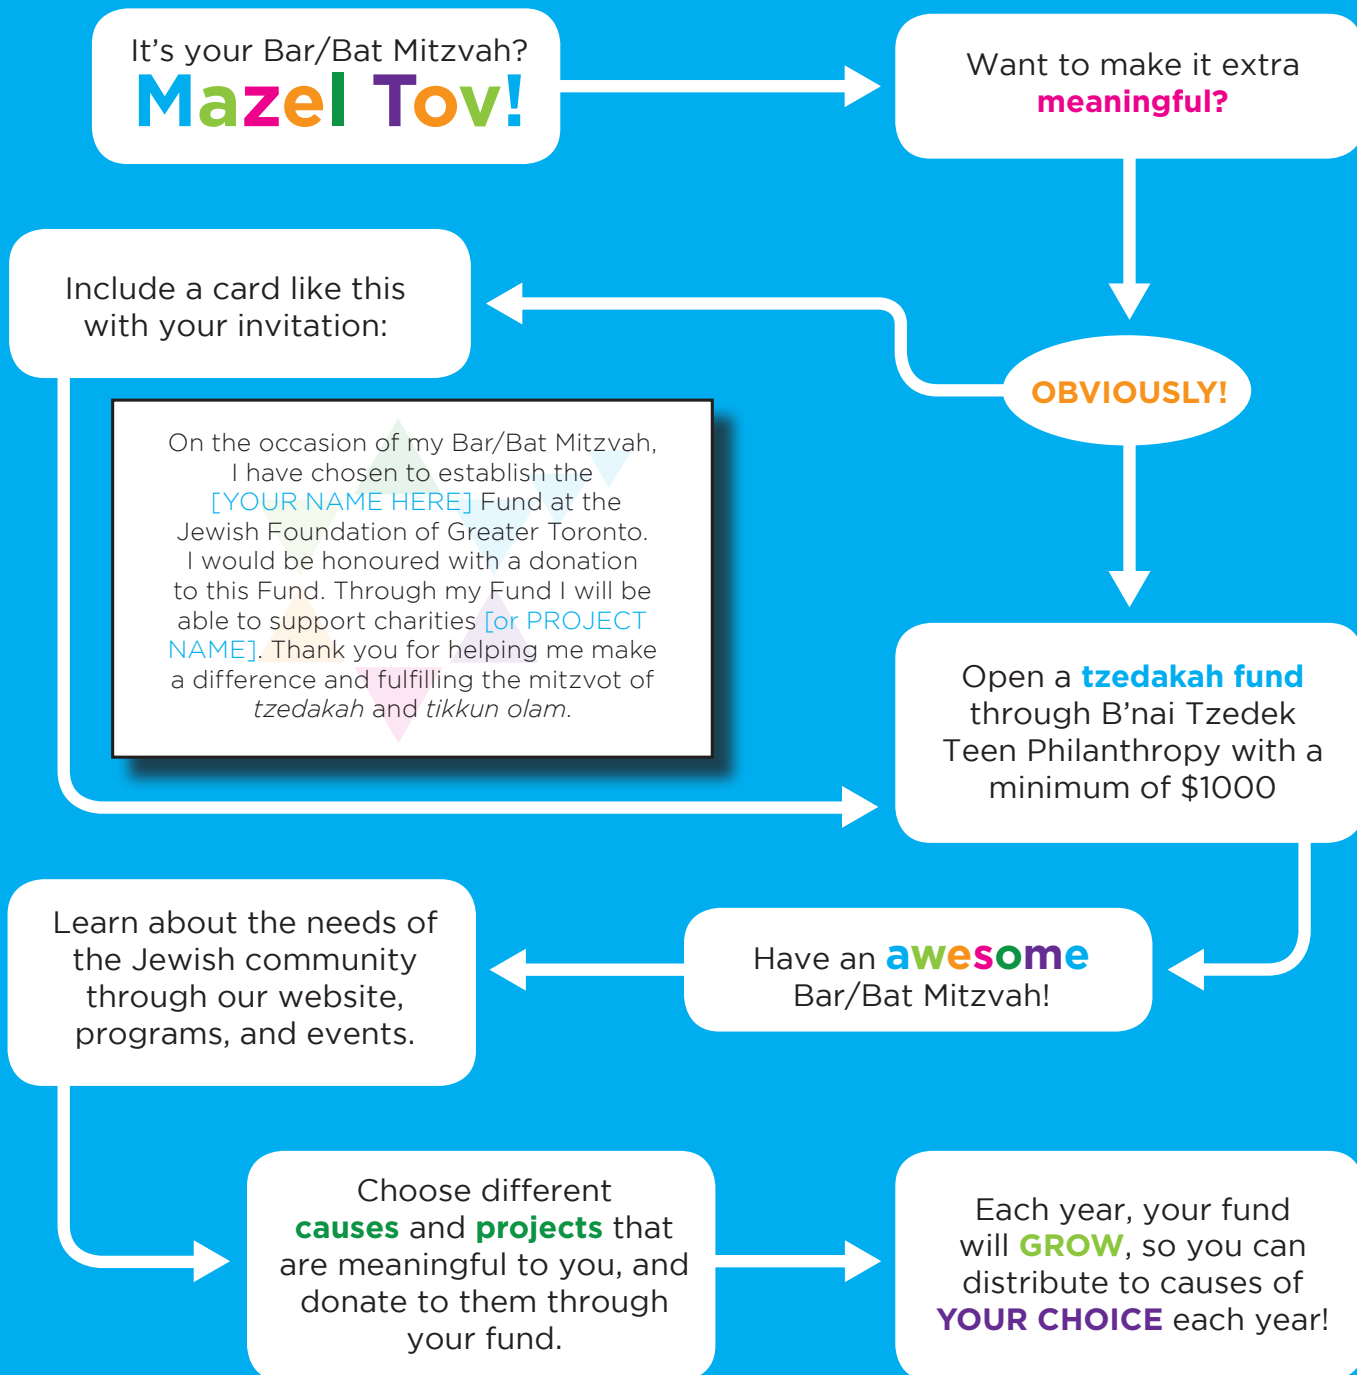 It's your Bar/Bat Mitzvah?
Mazel Tov!
Want to make it extra
meaningful?
OBVIOUSLY!
Include a card like this
with your invitation:
On the occasion of my Bar/Bat Mitzvah,
I have chosen to establish the
[YOUR NAME HERE] Fund at the
Jewish Foundation of Greater Toronto.
I would be honoured with a donation
to this Fund. Through my Fund I will be
able to support charities [or PROJECT
NAME]. Thank you for helping me make
a difference and fulfilling the mitzvot of
tzedakah and tikkun olam.
Open a tzedakah fund
through B'nai Tzedek
Teen Philanthropy with a
minimum of $1000
Have an awesome
Bar/Bat Mitzvah!
Learn about the needs of
the Jewish community
through our website,
programs, and events.
Choose different
causes and projects that
are meaningful to you, and
donate to them through
your fund.
Each year, your fund
will GROW, so you can
distribute to causes of
YOUR CHOICE each year!